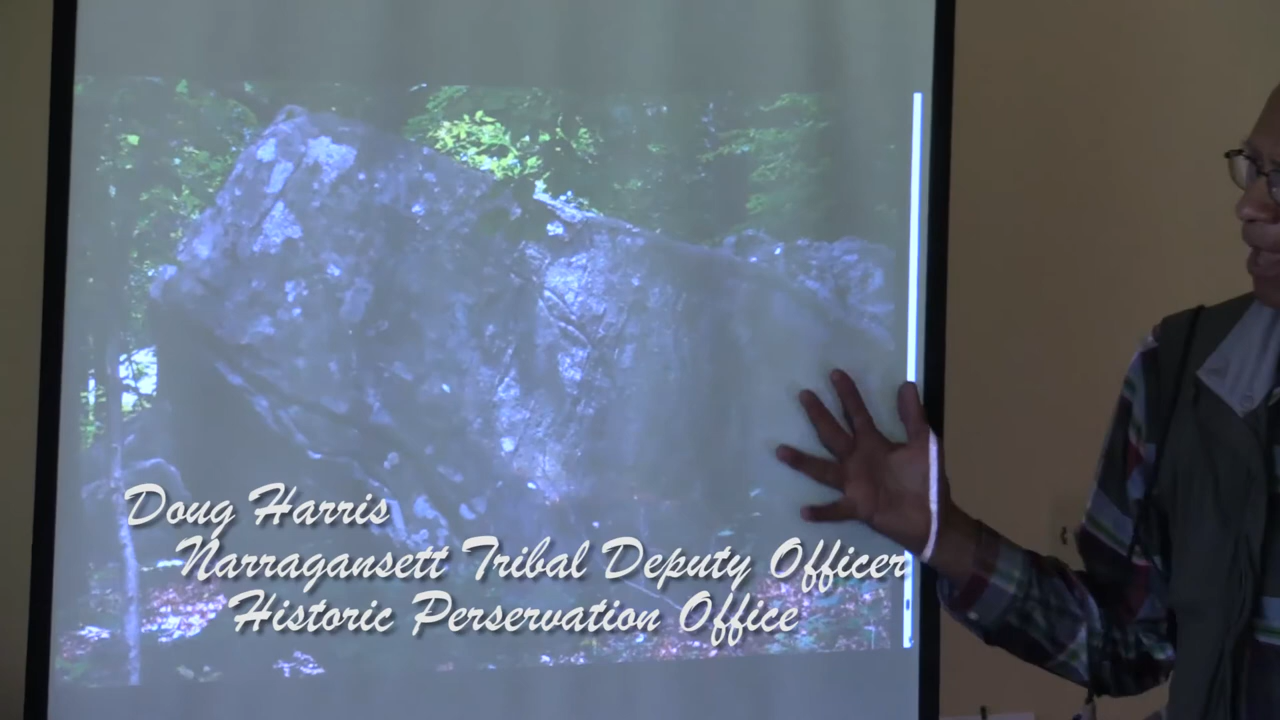 Doug Harris
Narragansett Tribal Deputy Officer
Historic Perservation Office